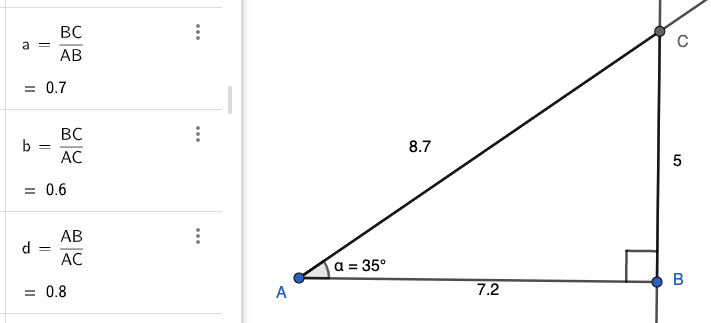 a = BC
AB
= 0.7
b = BC
AC
= 0.6
d = AB
AC
= 0.8
C
8.7
5
α = 35°
A
7.2
B